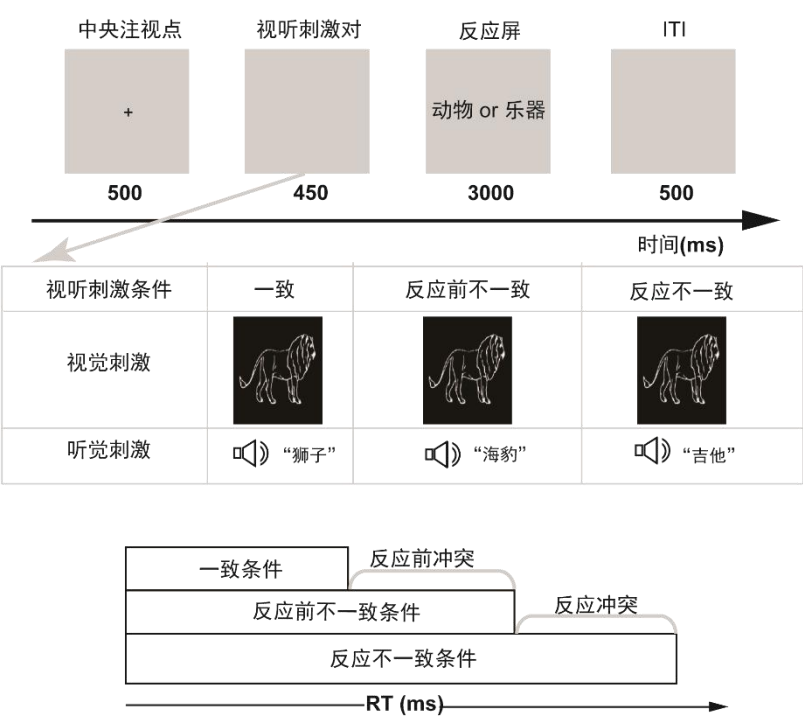 中央注视点 视听刺激对 反应屏 ITI
+ 动物 or 乐器
500 450 3000 500
时间(ms)
视听刺激条件 一致 反应前不一致 反应不一致
视觉刺激
听觉刺激 “狮子” “海豹” “吉他”
一致条件 反应前冲突
反应前不一致条件 反应冲突
反应不一致条件
RT (ms)